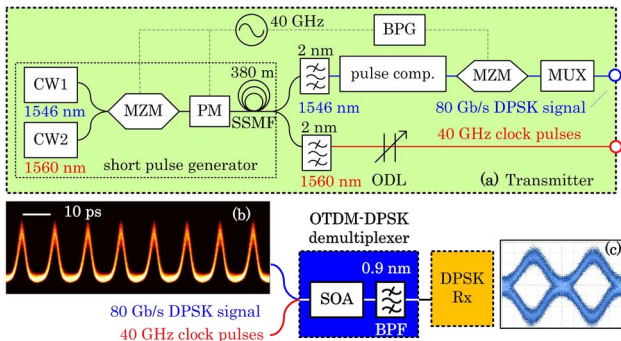 40 GHz
BPG
2 nm
380 m
CW1
1546 nm
CW2
1560 nm
MZM
PM
SSMF
pulse comp.
MZM
MUX
1546 nm
80 Gb/s DPSK signal
2 nm
40 GHz clock pulses
short pulse generator
1560 nm
ODL
(a) Transmitter
10 ps
(b)
OTDM-DPSK
demultiplexer
0.9 nm
SOA
BPF
DPSK
Rx
(c)
80 Gb/s DPSK signal
40 GHz clock pulses